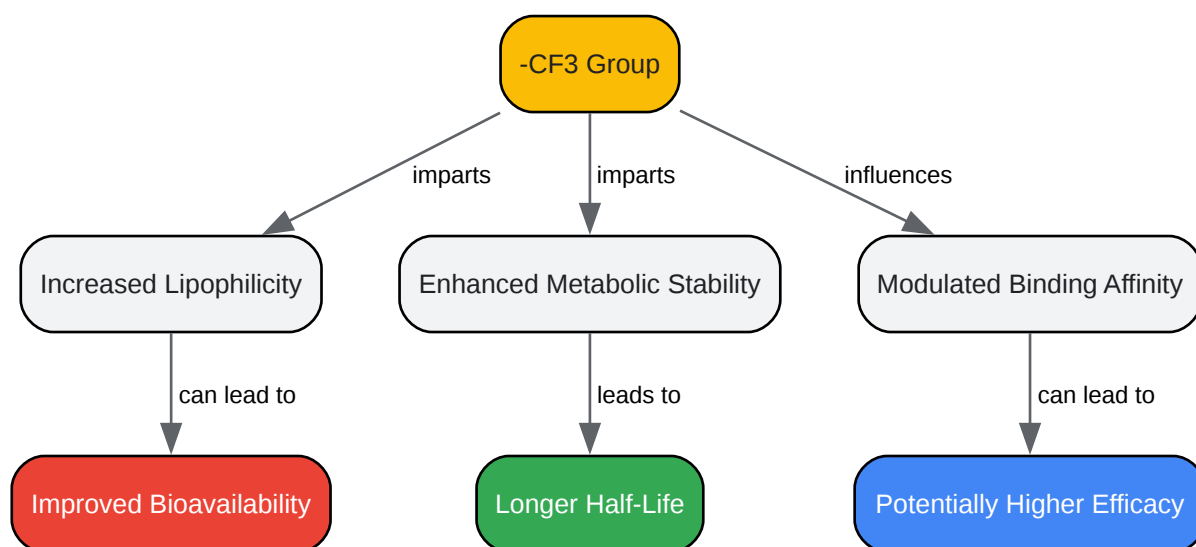 -CF3 Group
imparts
imparts
influences
Increased Lipophilicity
Enhanced Metabolic Stability
Modulated Binding Affinity
can lead to
leads to
can lead to
Improved Bioavailability
Longer Half-Life
Potentially Higher Efficacy